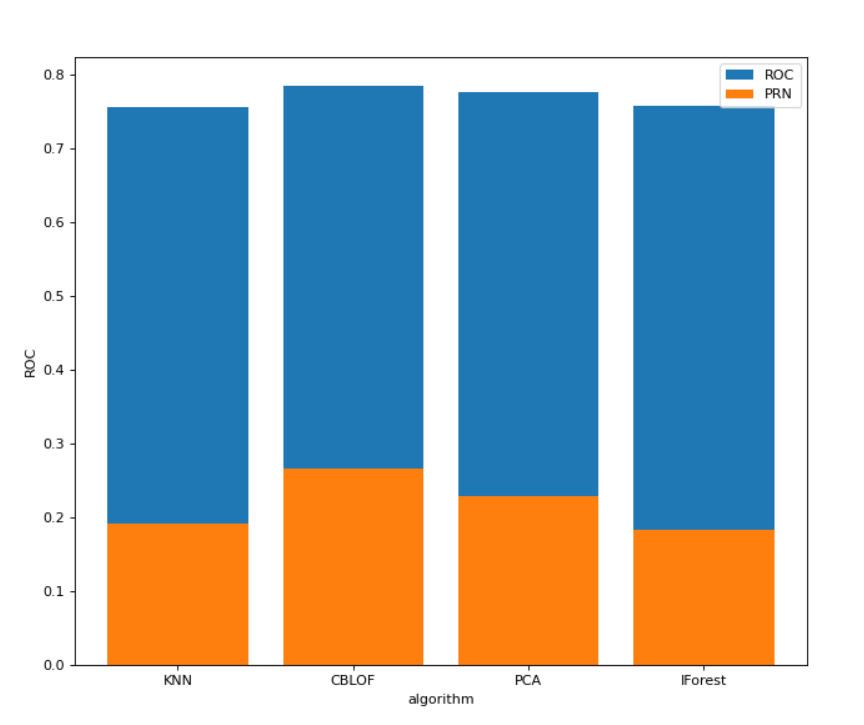 ROC
PRN
0.8
0.7
0.6
0.5
0.4
0.3
0.2
0.1
0.0
ROC
KNN CBLOF PCA IForest
algorithm